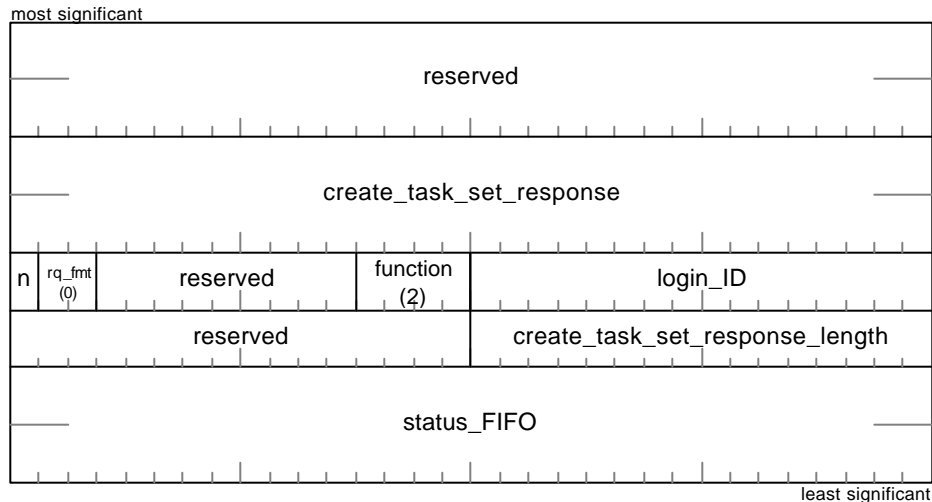 most significant
reserved
create_task_set_response
n rq_fmt reserved function login_ID
(0) (2)
reserved create_task_set_response_length
status_FIFO
least significant